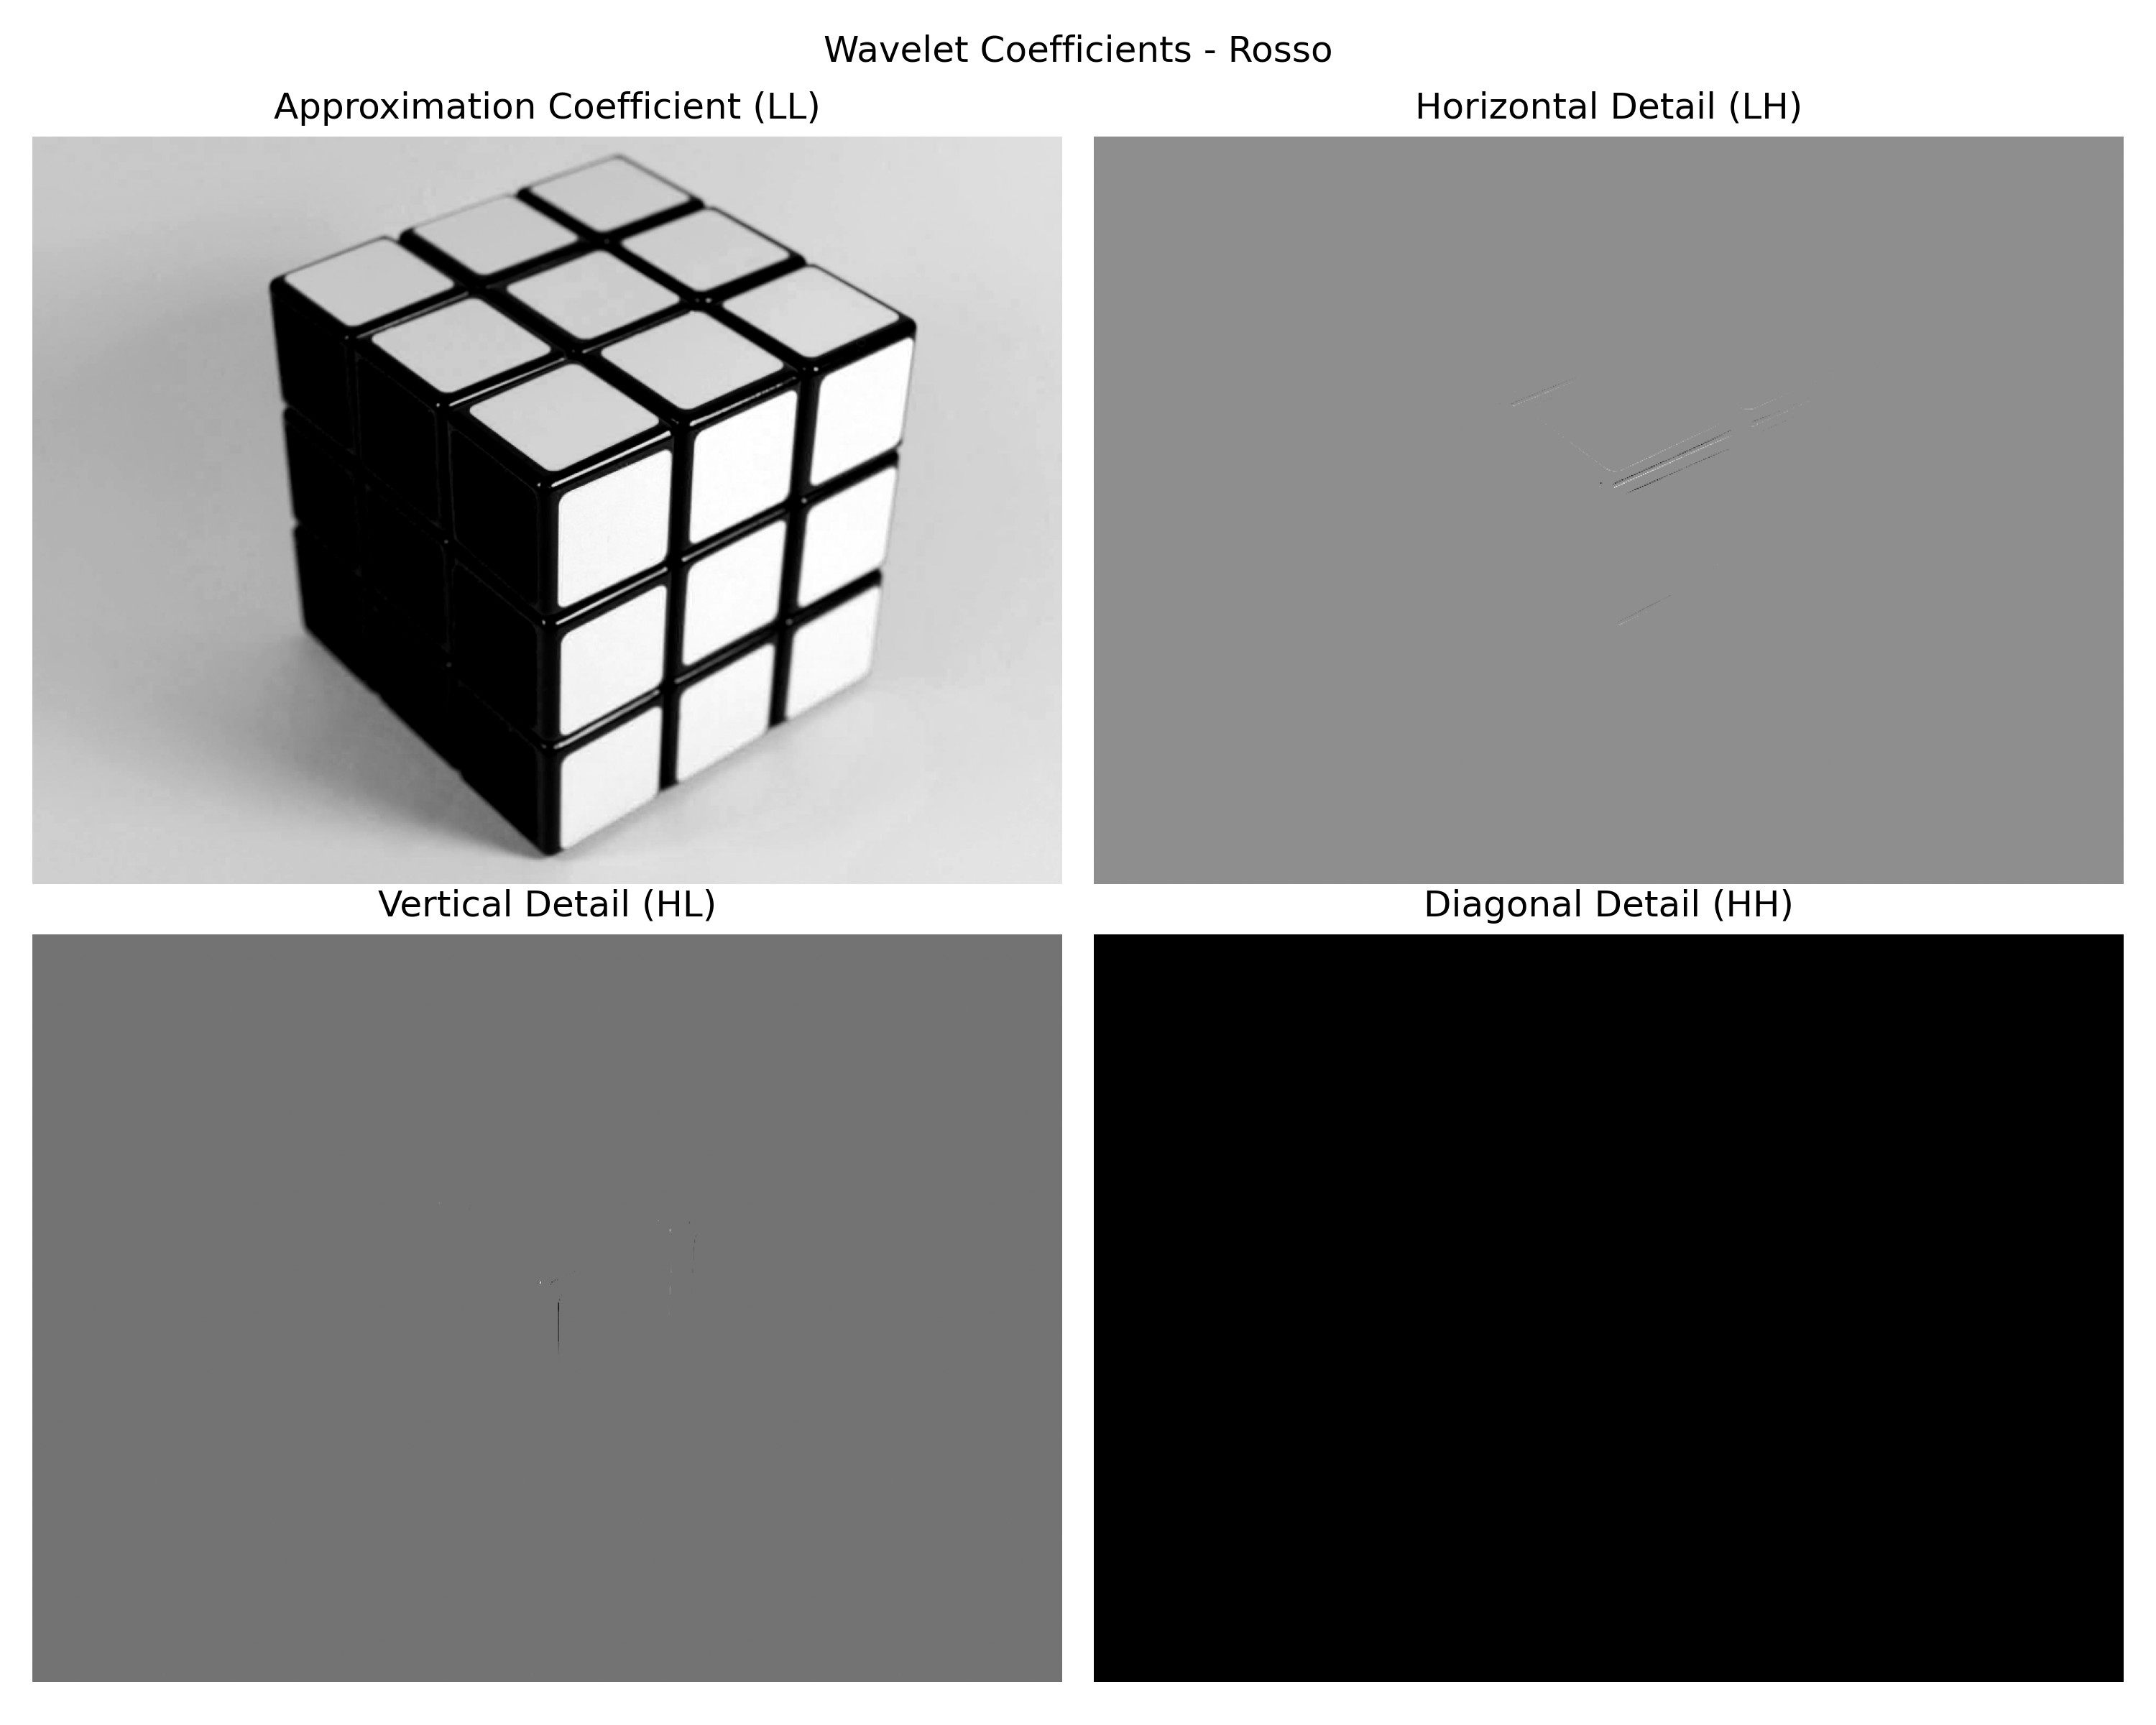 Wavelet Coefficients - Rosso
Approximation Coefficient (LL)
Horizontal Detail (LH)
Vertical Detail (HL)
Diagonal Detail (HH)